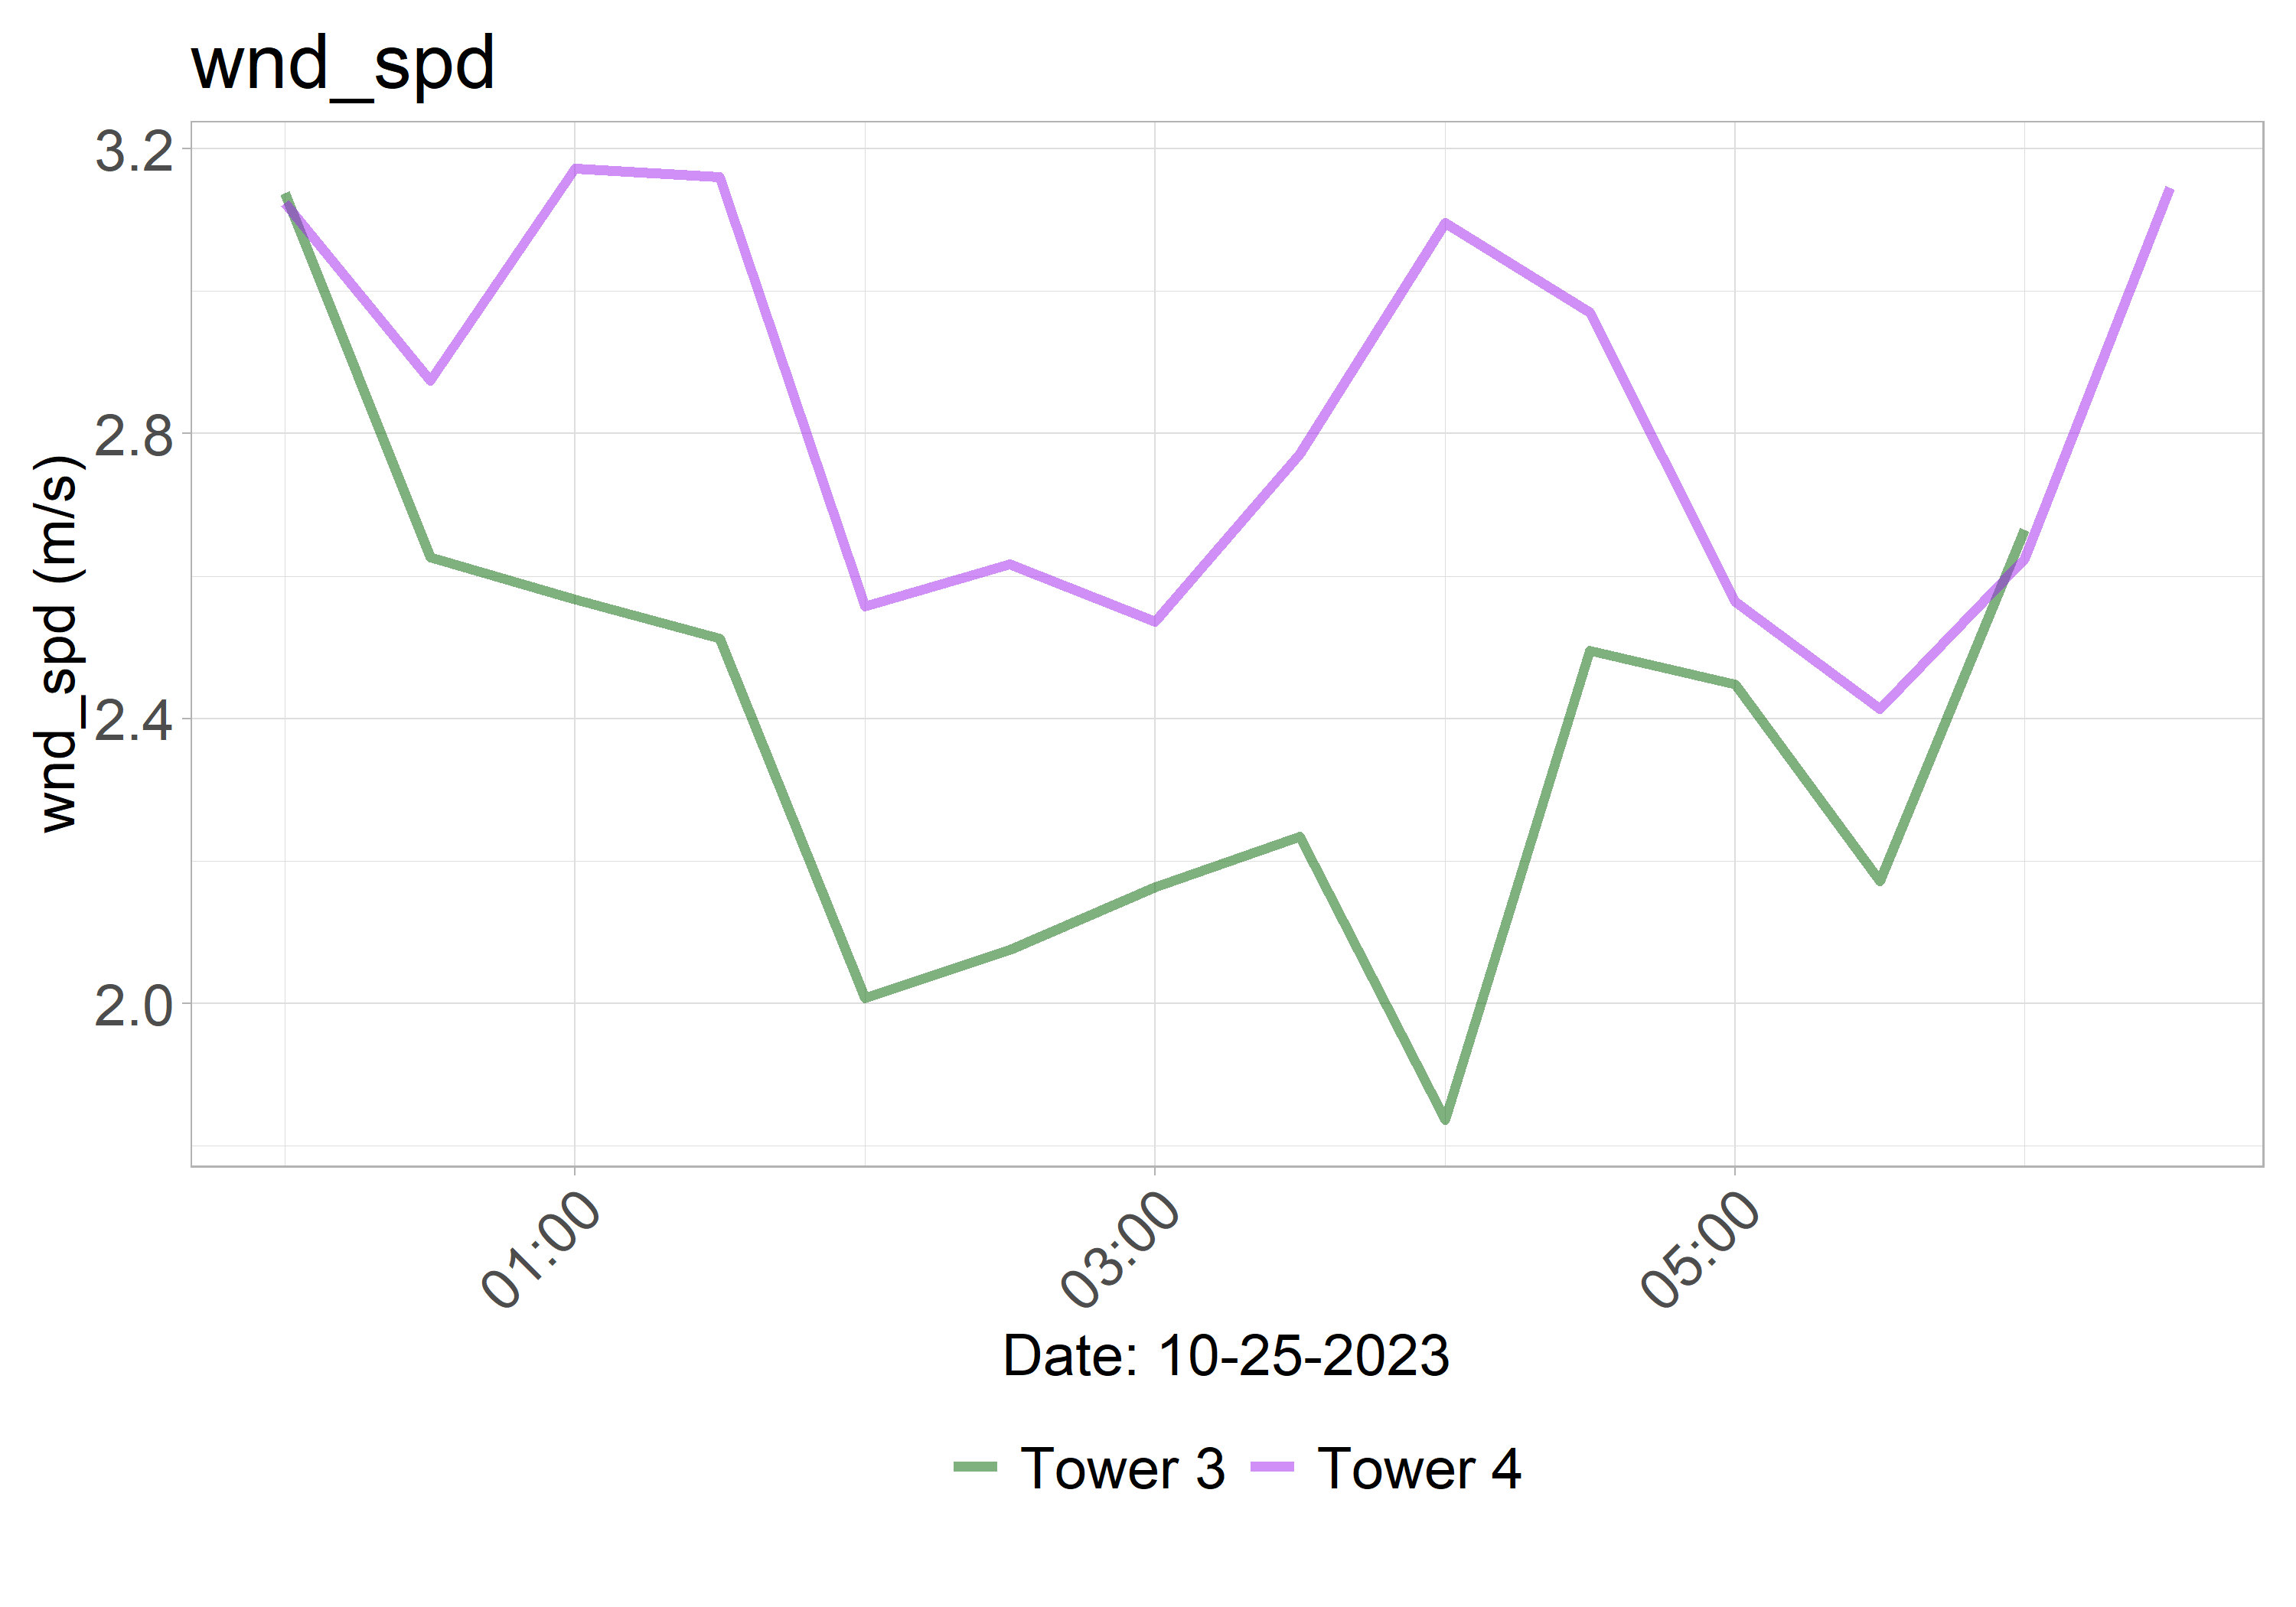 wnd_spd
3.2
2.8
2.4
2.0
wnd_spd (m/s)
01:00
03:00
05:00
Date: 10-25-2023
Tower 3
Tower 4